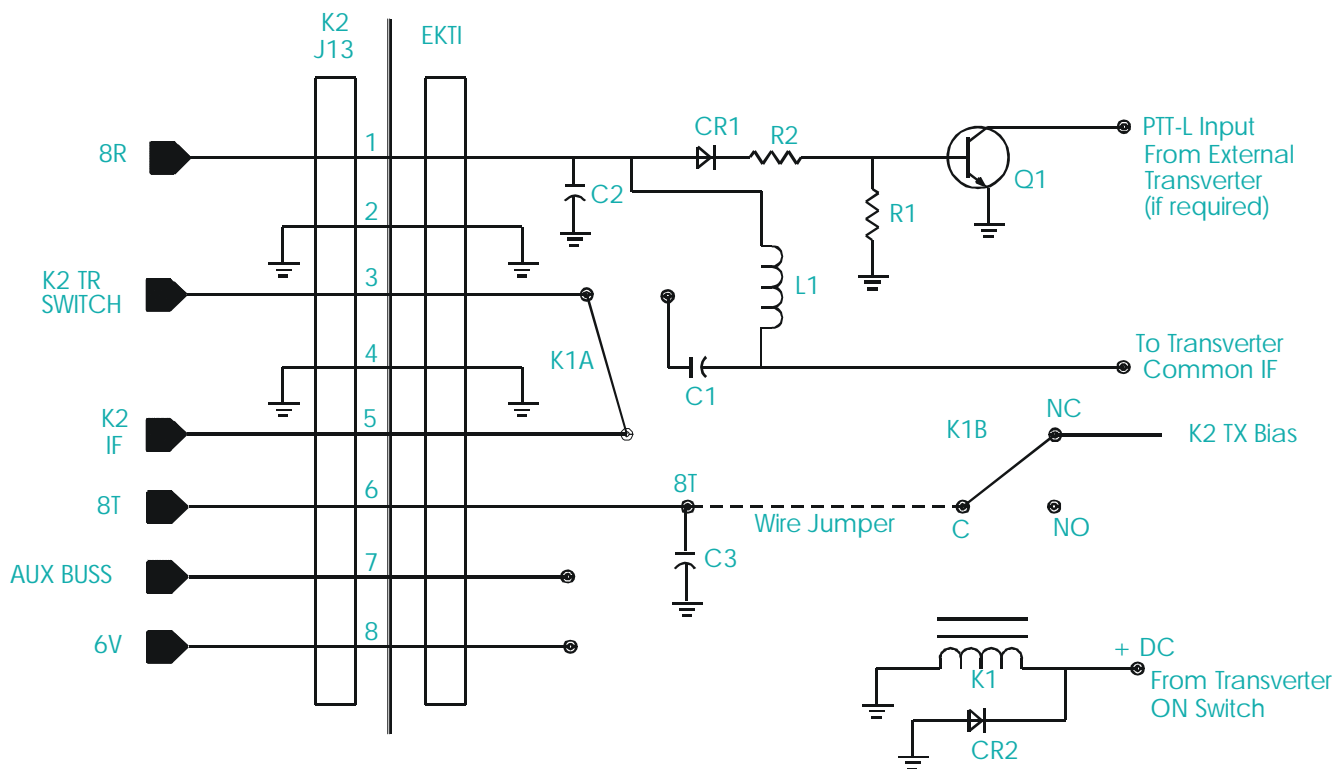 K2
J13
EKTI
8R
1
CR1
R2
C2
R1
Q1
PTT-L Input
From External
Transverter
(if required)
2
K2 TR
SWITCH
3
L1
4
K1A
C1
To Transverter
Common IF
K2
IF
5
K1B
NC
K2 TX Bias
8T
6
8T
Wire Jumper
C
NO
C3
AUX BUSS
7
6V
8
K1
+ DC
From Transverter
ON Switch
CR2